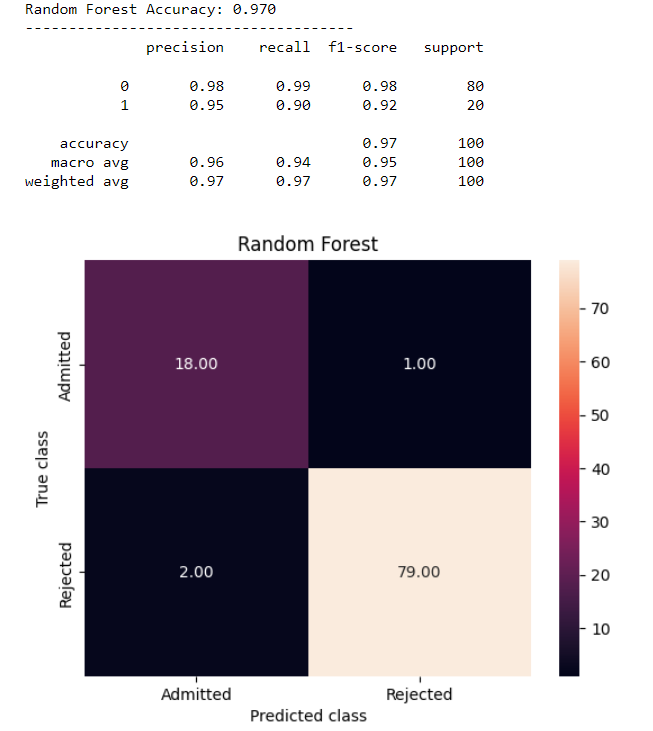 Random Forest Accuracy: 0.970
--------------------------------------
precision recall f1-score support
0 0.98 0.99 0.98 80
1 0.95 0.90 0.92 20
accuracy 0.97 100
macro avg 0.96 0.94 0.95 100
weighted avg 0.97 0.97 0.97 100
Random Forest
Admitted
18.00 1.00
True class
Rejected
2.00 79.00
Admitted Rejected
Predicted class
70
60
50
40
30
20
10